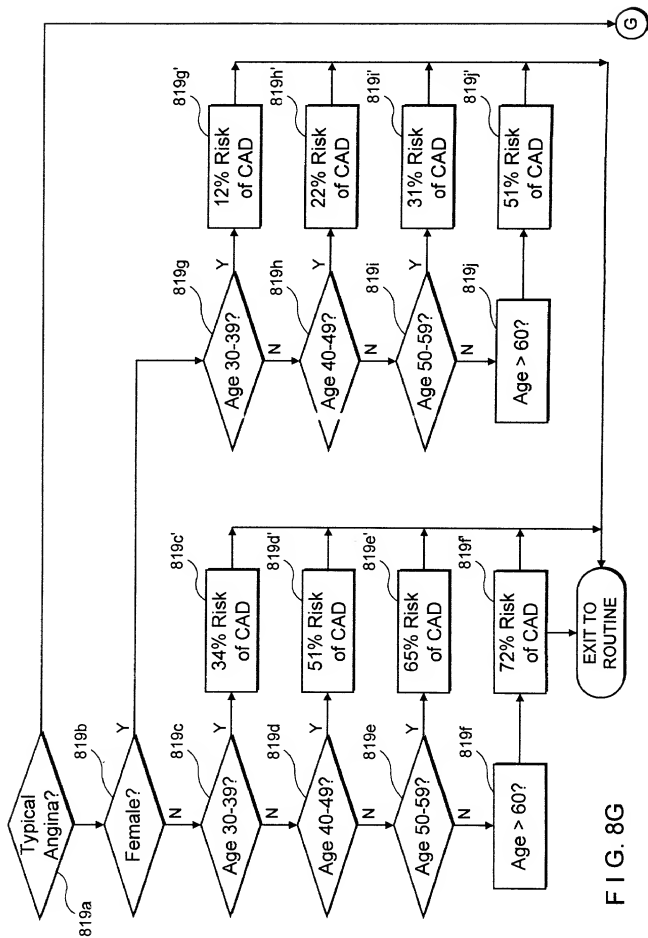 819a
Typical
Angina?
G
819b
Female?
Y
N
819c
Age 30-39?
Y
N
819c'
34% Risk
of CAD
819d
Age 40-49?
Y
N
819d'
51% Risk
of CAD
819e
Age 50-59?
Y
N
819e'
65% Risk
of CAD
819f
Age > 60?
819f'
72% Risk
of CAD
819g
Age 30-39?
Y
N
819g'
12% Risk
of CAD
819h
Age 40-49?
Y
N
819h'
22% Risk
of CAD
819i
Age 50-59?
Y
N
819i'
31% Risk
of CAD
819j
Age > 60?
819j'
51% Risk
of CAD
EXIT TO
ROUTINE
FIG. 8G